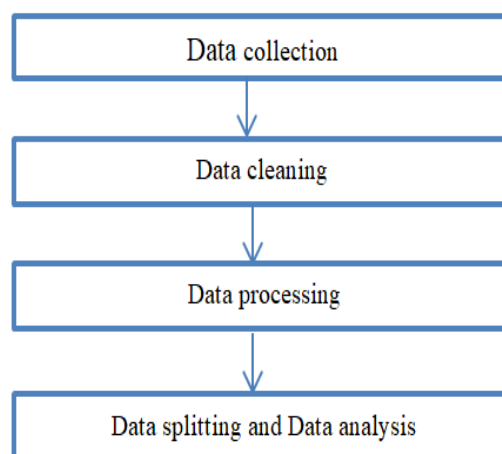 Data collection
Data cleaning
Data processing
Data splitting and Data analysis